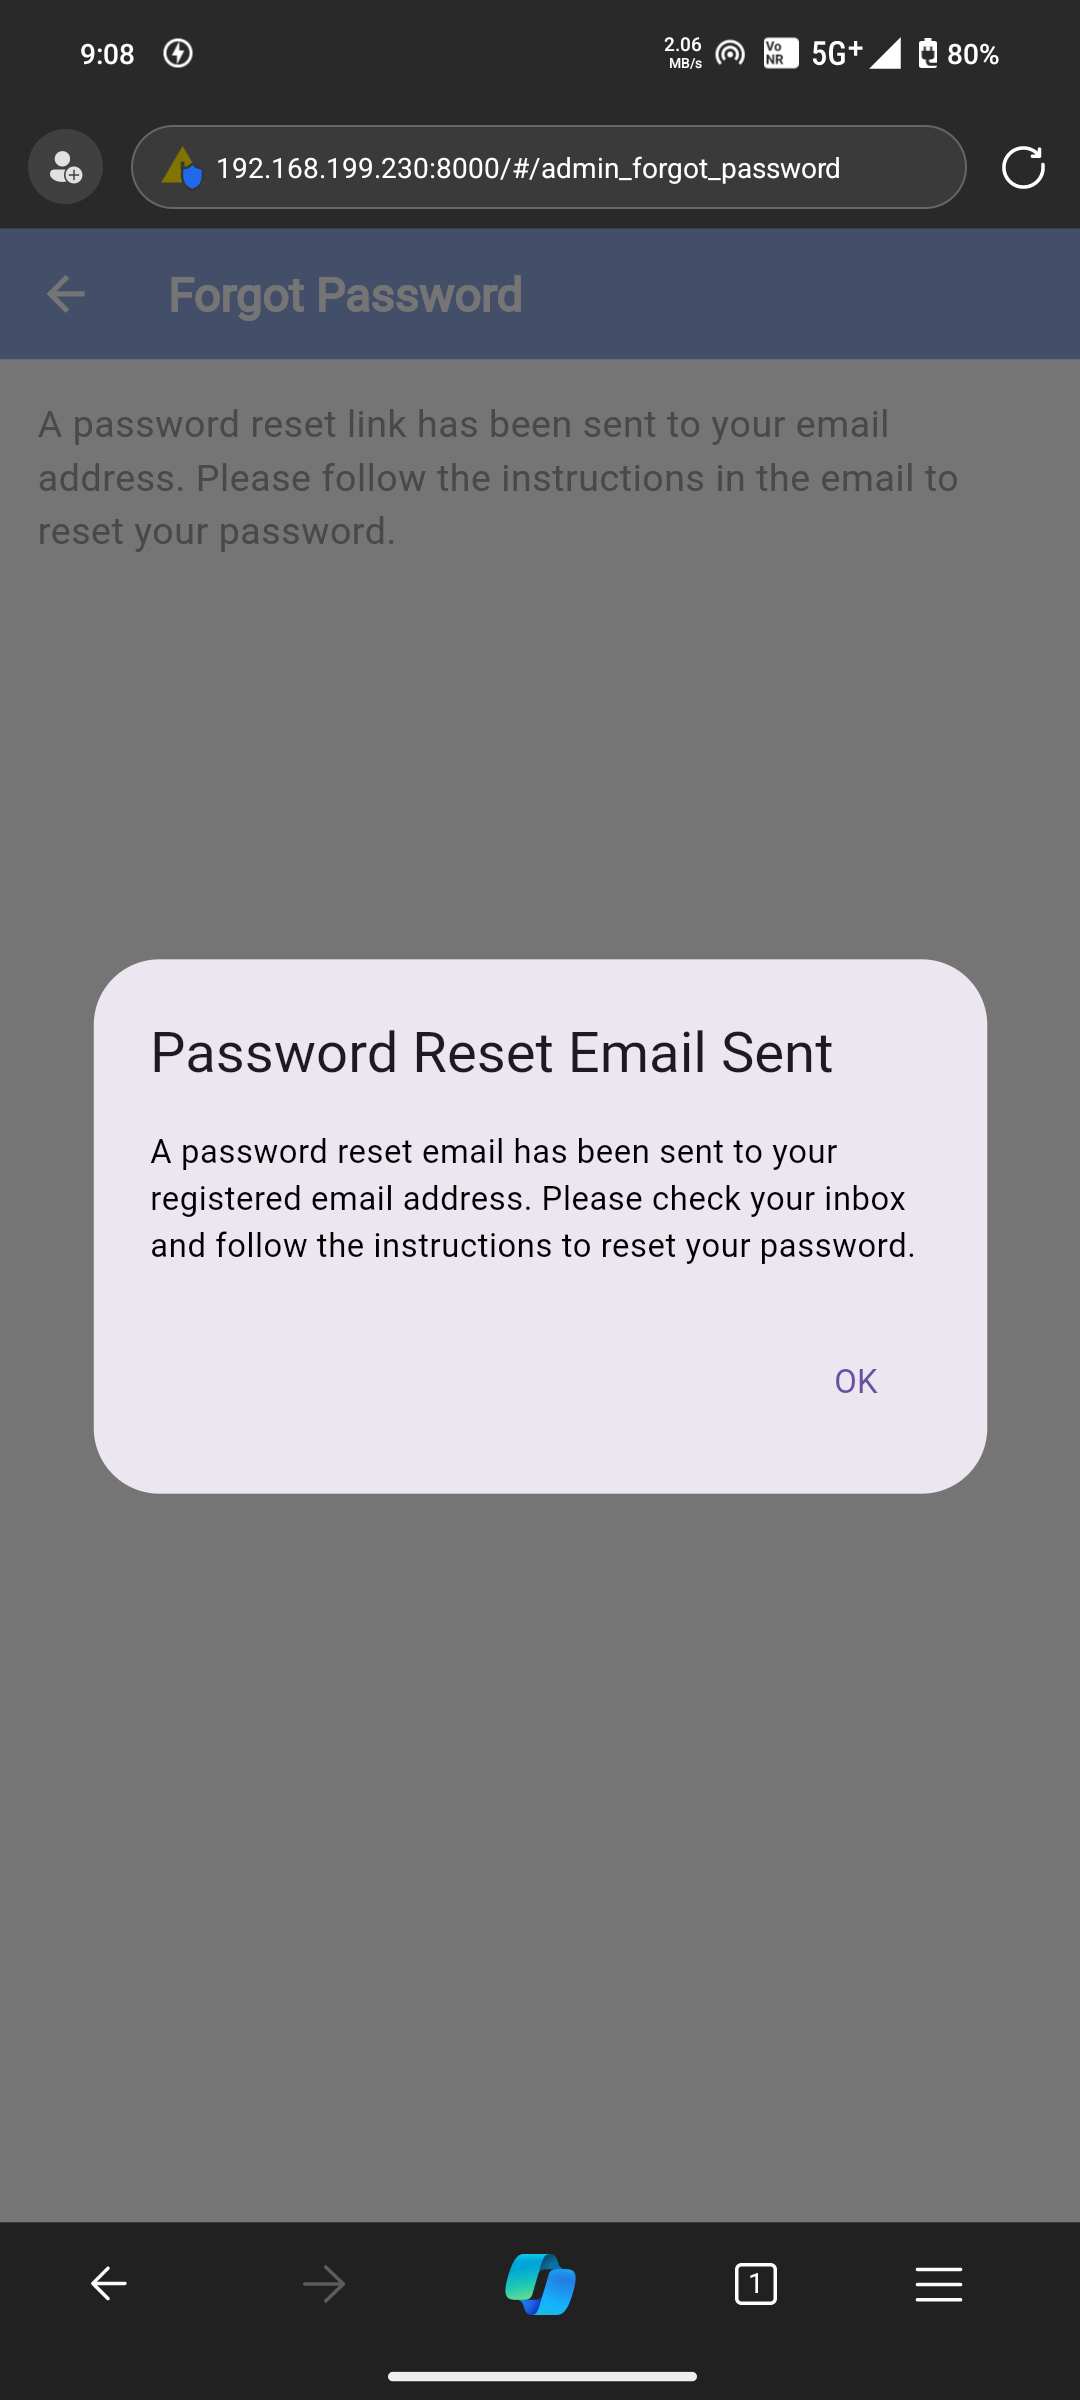 9:08
2.06
MB/s
Vo
NR
5G+
80%
192.168.199.230:8000/#/admin_forgot_password
Forgot Password
A password reset link has been sent to your email
address. Please follow the instructions in the email to
reset your password.
Password Reset Email Sent
A password reset email has been sent to your
registered email address. Please check your inbox
and follow the instructions to reset your password.
OK
1